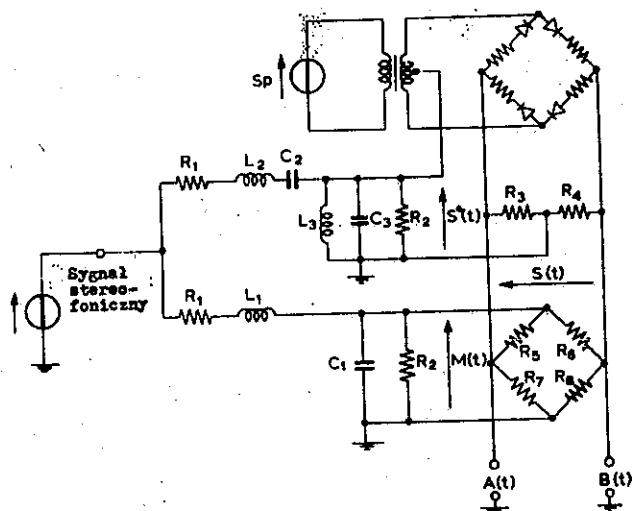 Sp
R₁
L₂
C₂
L₃
C₃
R₂
S*(t)
R₃
R₄
S(t)
Sygnał
stereo-
foniczny
R₁
L₁
C₁
R₂
M(t)
R₅
R₆
R₇
R₈
A(t)
B(t)